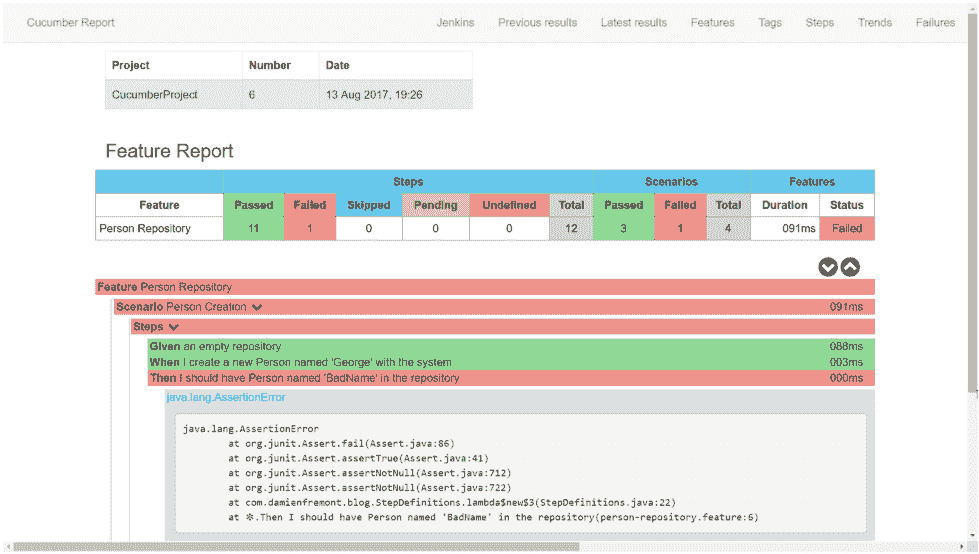 Cucumber Report Jenkins Previous results Latest results Features Tags Steps Trends Failures
Project Number Date
CucumberProject 6 13 Aug 2017, 19:26
Feature Report
Steps Scenarios Features
Feature Passed Failed Skipped Pending Undefined Total Passed Failed Total Duration Status
Person Repository 11 1 0 0 0 12 3 1 4 091ms Failed
Feature Person Repository
Scenario Person Creation 091ms
Steps
Given an empty repository 088ms
When I create a new Person named 'George' with the system 003ms
Then I should have Person named 'BadName' in the repository 000ms
java.lang.AssertionError
java.lang.AssertionError
at org.junit.Assert.fail(Assert.java:86)
at org.junit.Assert.assertTrue(Assert.java:41)
at org.junit.Assert.assertNotNull(Assert.java:712)
at org.junit.Assert.assertNotNull(Assert.java:722)
at com.damienfremont.blog.StepDefinitions.lambda$new$3(StepDefinitions.java:22)
at ✽.Then I should have Person named 'BadName' in the repository(person-repository.feature:6)